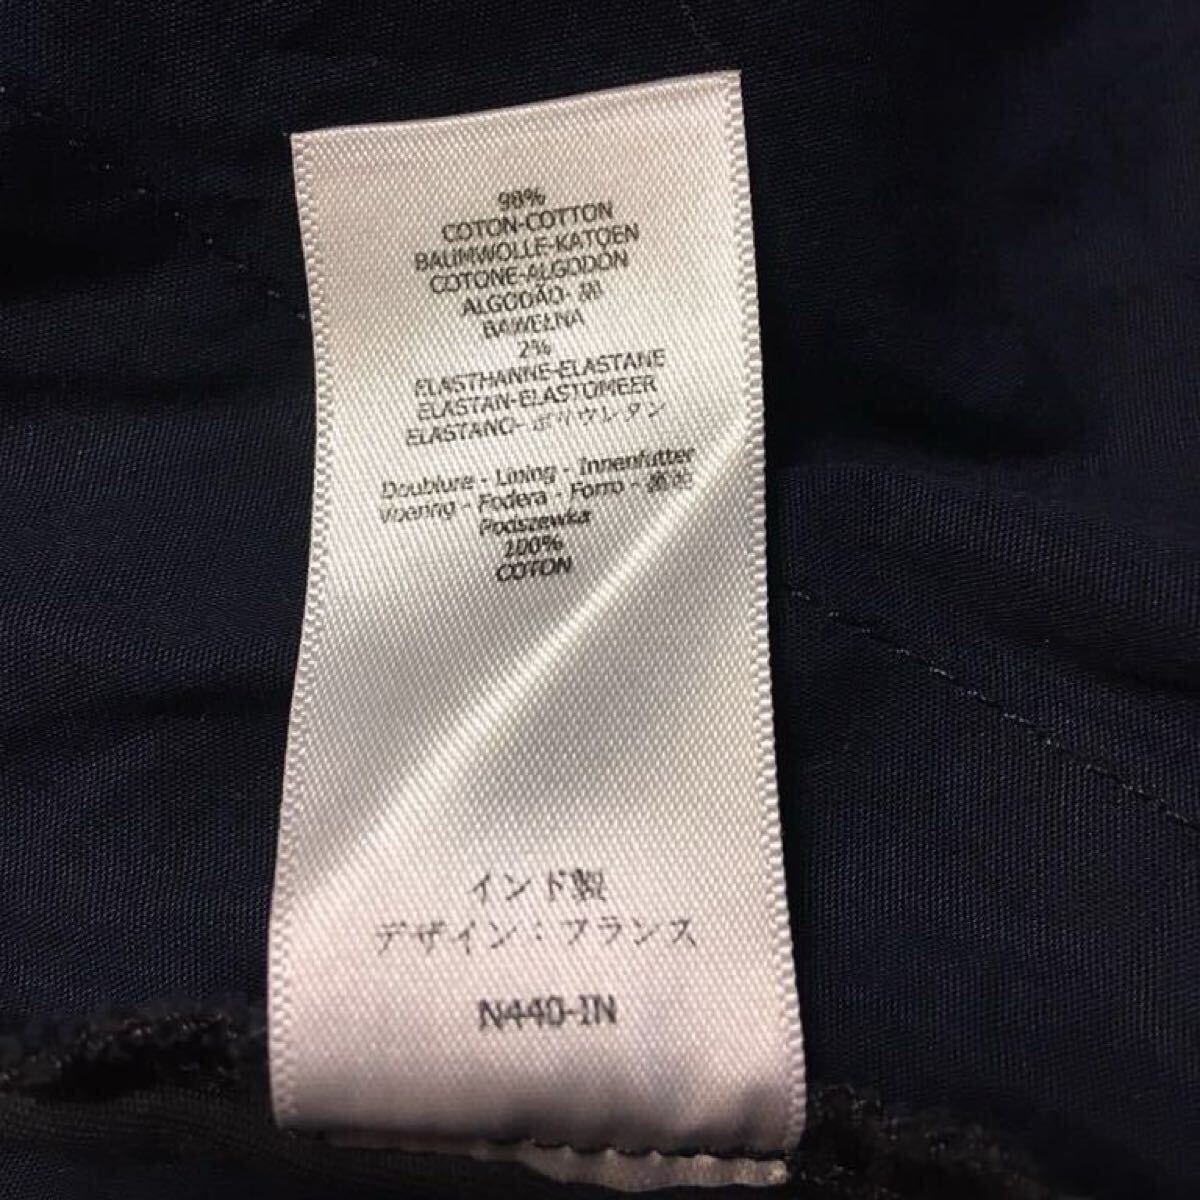 98%
COTON-COTTON
BAUMWOLLE-KATOEN
COTONE-ALGODÓN
ALGODÃO- 綿
BAWEŁNA
2%
ELASTHANNE-ELASTANE
ELASTAN-ELASTOMEER
ELASTANO- ポリウレタン
Doublure - Lining - Innenfutter
Voering - Fodera - Forro - 裏地
Podszewka
100%
COTON
インド製
デザイン：フランス
N440-IN